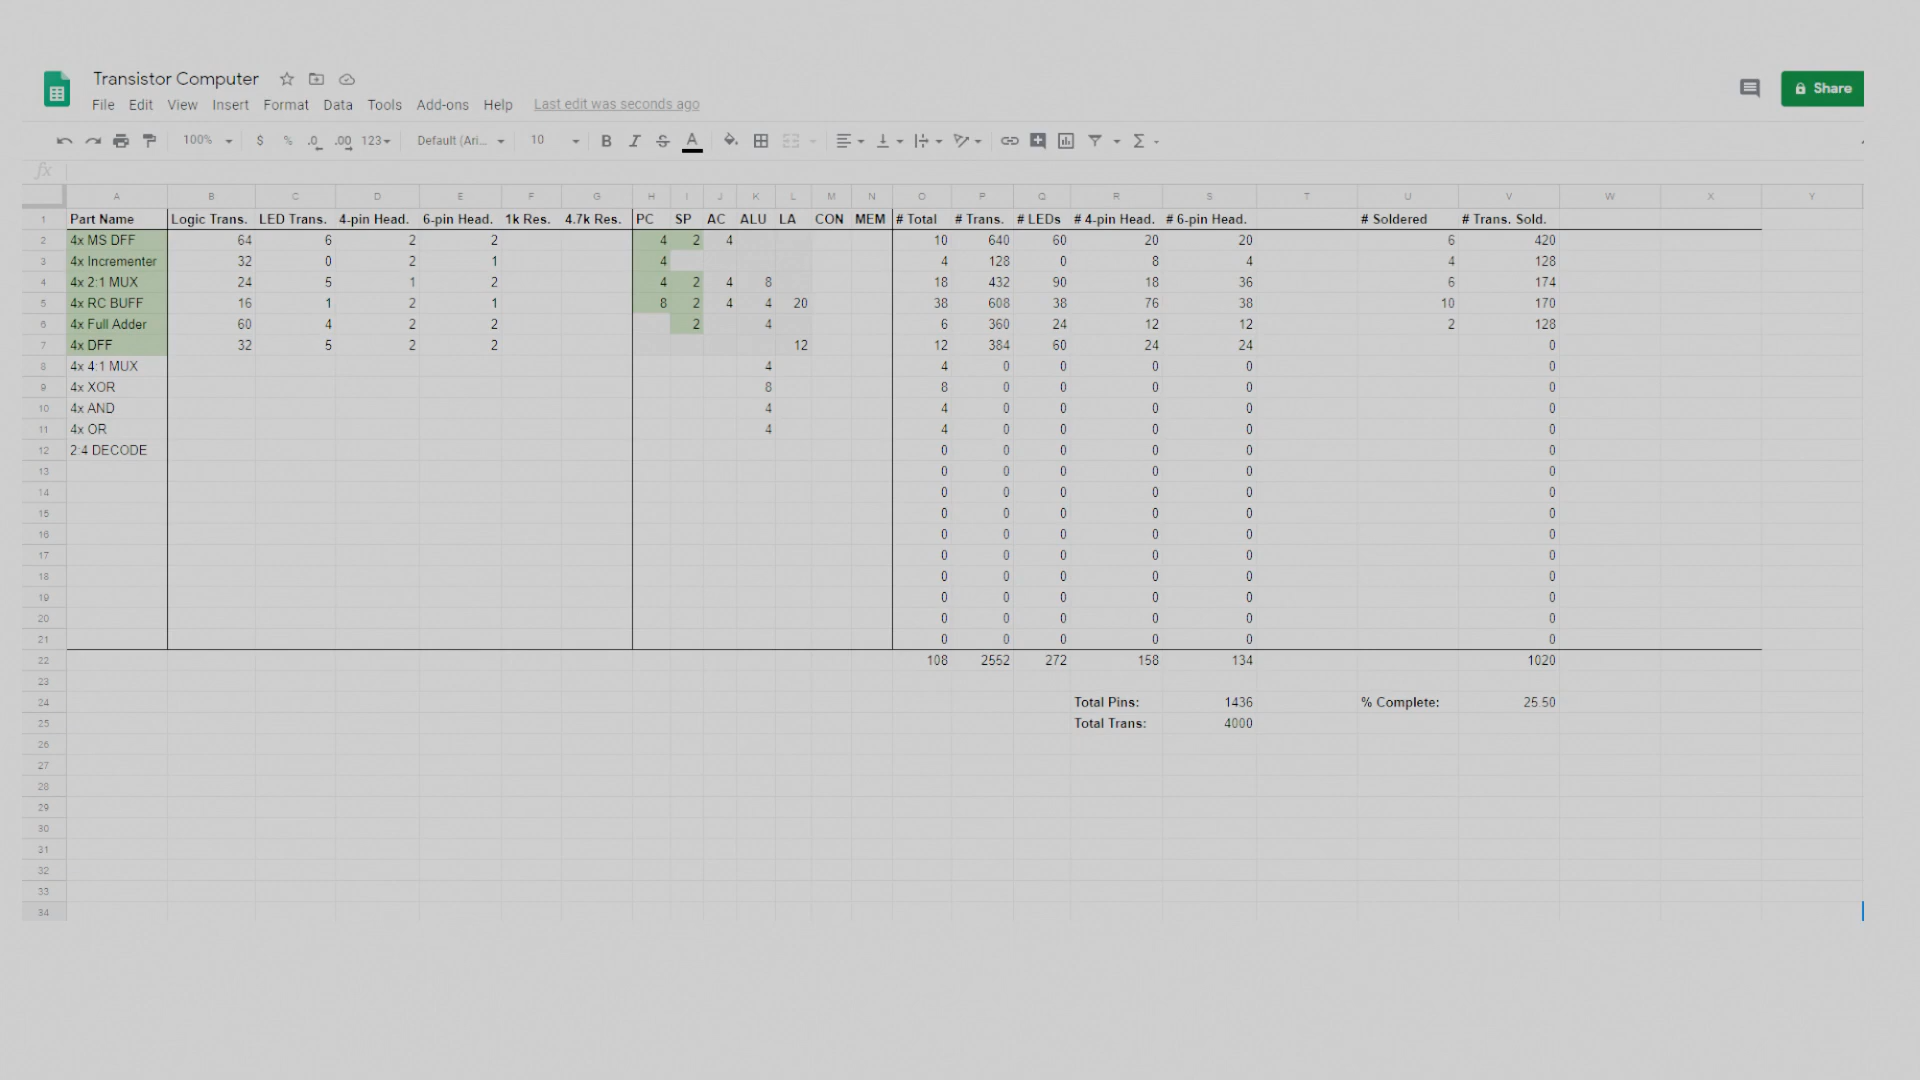 Transistor Computer
File Edit View Insert Format Data Tools Add-ons Help Last edit was seconds ago
Share
100% $ % .0 .00 123 Default (Ari... 10 B I S A
fx
A B C D E F G H I J K L M N O P Q R S T U V W X Y
1 Part Name Logic Trans. LED Trans. 4-pin Head. 6-pin Head. 1k Res. 4.7k Res. PC SP AC ALU LA CON MEM # Total # Trans. # LEDs # 4-pin Head. # 6-pin Head. # Soldered # Trans. Sold.
2 4x MS DFF 64 6 2 2 4 2 4 10 640 60 20 20 6 420
3 4x Incrementer 32 0 2 1 4 4 128 0 8 4 4 128
4 4x 2:1 MUX 24 5 1 2 4 2 4 8 18 432 90 18 36 6 174
5 4x RC BUFF 16 1 2 1 8 2 4 4 20 38 608 38 76 38 10 170
6 4x Full Adder 60 4 2 2 2 4 6 360 24 12 12 2 128
7 4x DFF 32 5 2 2 12 12 384 60 24 24 0
8 4x 4:1 MUX 4 4 0 0 0 0 0
9 4x XOR 8 8 0 0 0 0 0
10 4x AND 4 4 0 0 0 0 0
11 4x OR 4 4 0 0 0 0 0
12 2:4 DECODE 0 0 0 0 0 0
13 0 0 0 0 0 0
14 0 0 0 0 0 0
15 0 0 0 0 0 0
16 0 0 0 0 0 0
17 0 0 0 0 0 0
18 0 0 0 0 0 0
19 0 0 0 0 0 0
20 0 0 0 0 0 0
21 0 0 0 0 0 0
22 108 2552 272 158 134 1020
23
24 Total Pins: 1436 % Complete: 25.50
25 Total Trans: 4000
26
27
28
29
30
31
32
33
34